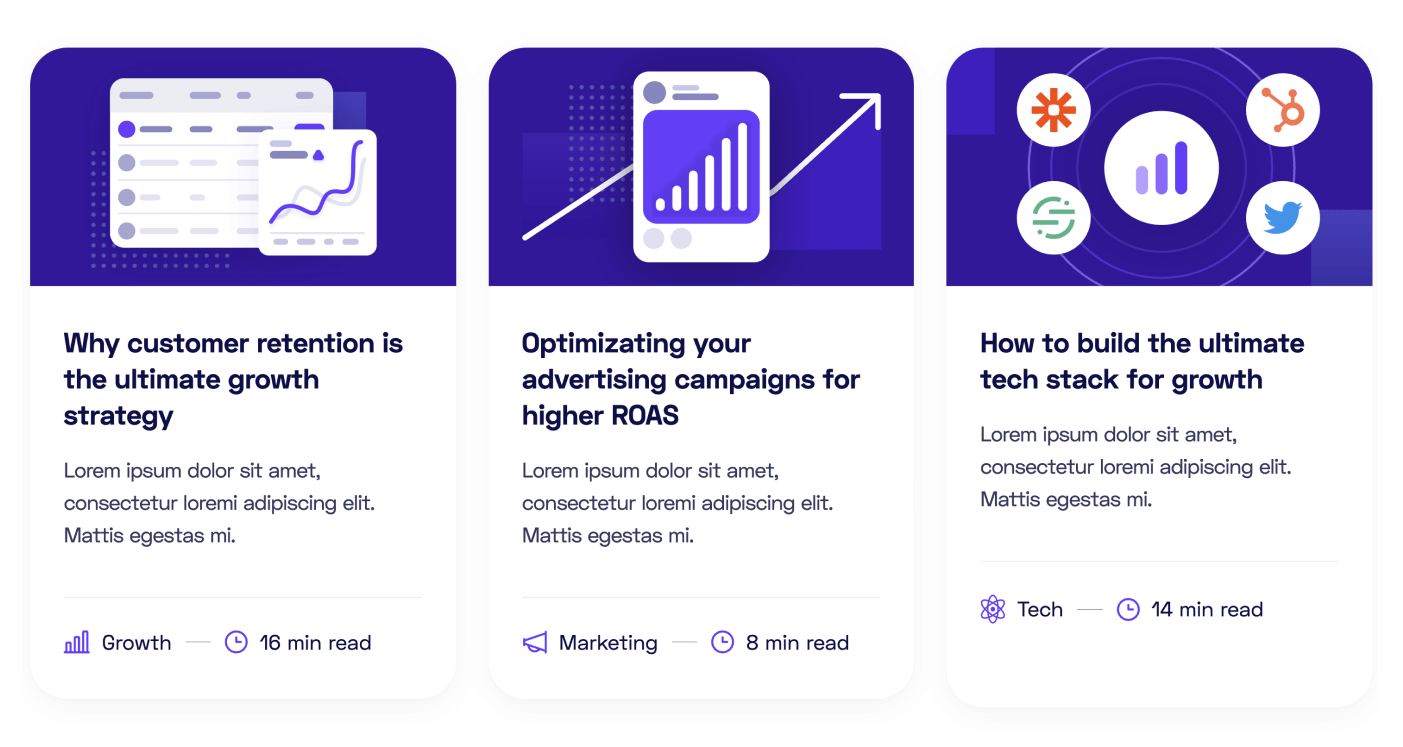 Why customer retention is
the ultimate growth
strategy
Lorem ipsum dolor sit amet,
consectetur loremi adipiscing elit.
Mattis egestas mi.
Growth — 16 min read
Optimizating your
advertising campaigns for
higher ROAS
Lorem ipsum dolor sit amet,
consectetur loremi adipiscing elit.
Mattis egestas mi.
Marketing — 8 min read
How to build the ultimate
tech stack for growth
Lorem ipsum dolor sit amet,
consectetur loremi adipiscing elit.
Mattis egestas mi.
Tech — 14 min read